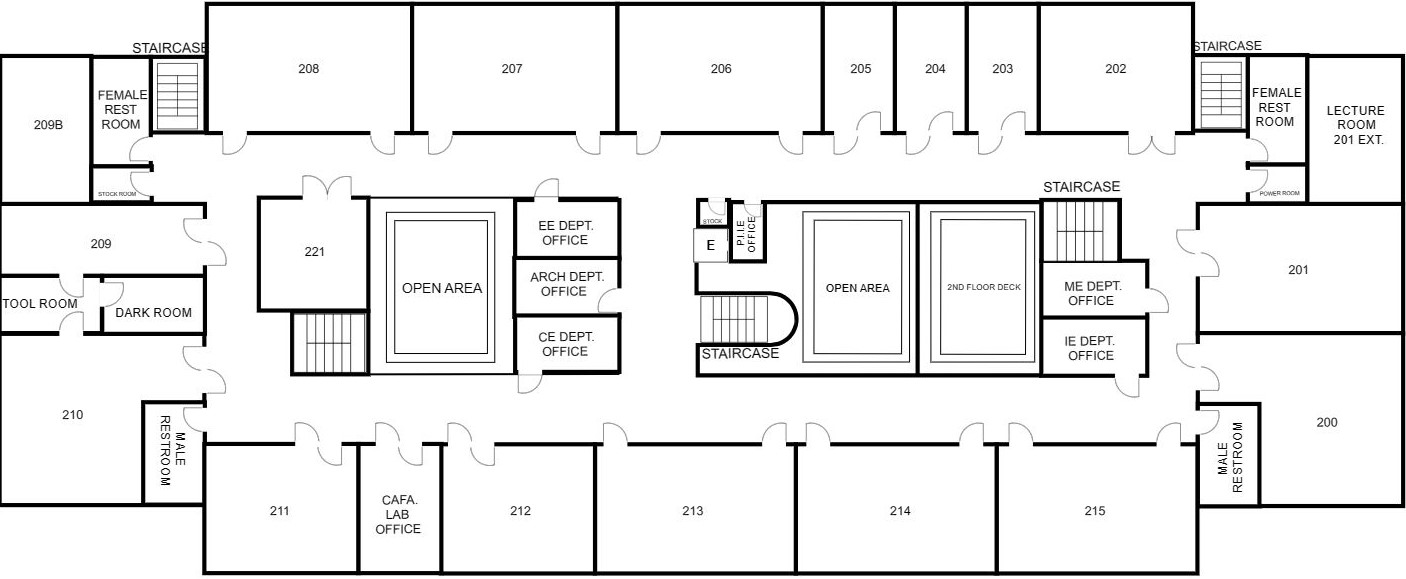 STAIRCASE
208
207
206
205
204
203
202
STAIRCASE
209B
FEMALE
REST
ROOM
FEMALE
REST
ROOM
LECTURE
ROOM
201 EXT.
STOCK ROOM
POWER ROOM
STAIRCASE
209
221
OPEN AREA
EE DEPT.
OFFICE
ARCH DEPT.
OFFICE
CE DEPT.
OFFICE
STOCK
E
P.I.I.E
OFFICE
STAIRCASE
OPEN AREA
2ND FLOOR DECK
ME DEPT.
OFFICE
IE DEPT.
OFFICE
201
TOOL ROOM
DARK ROOM
210
MALE
RESTROOM
200
MALE
RESTROOM
211
CAFA.
LAB
OFFICE
212
213
214
215